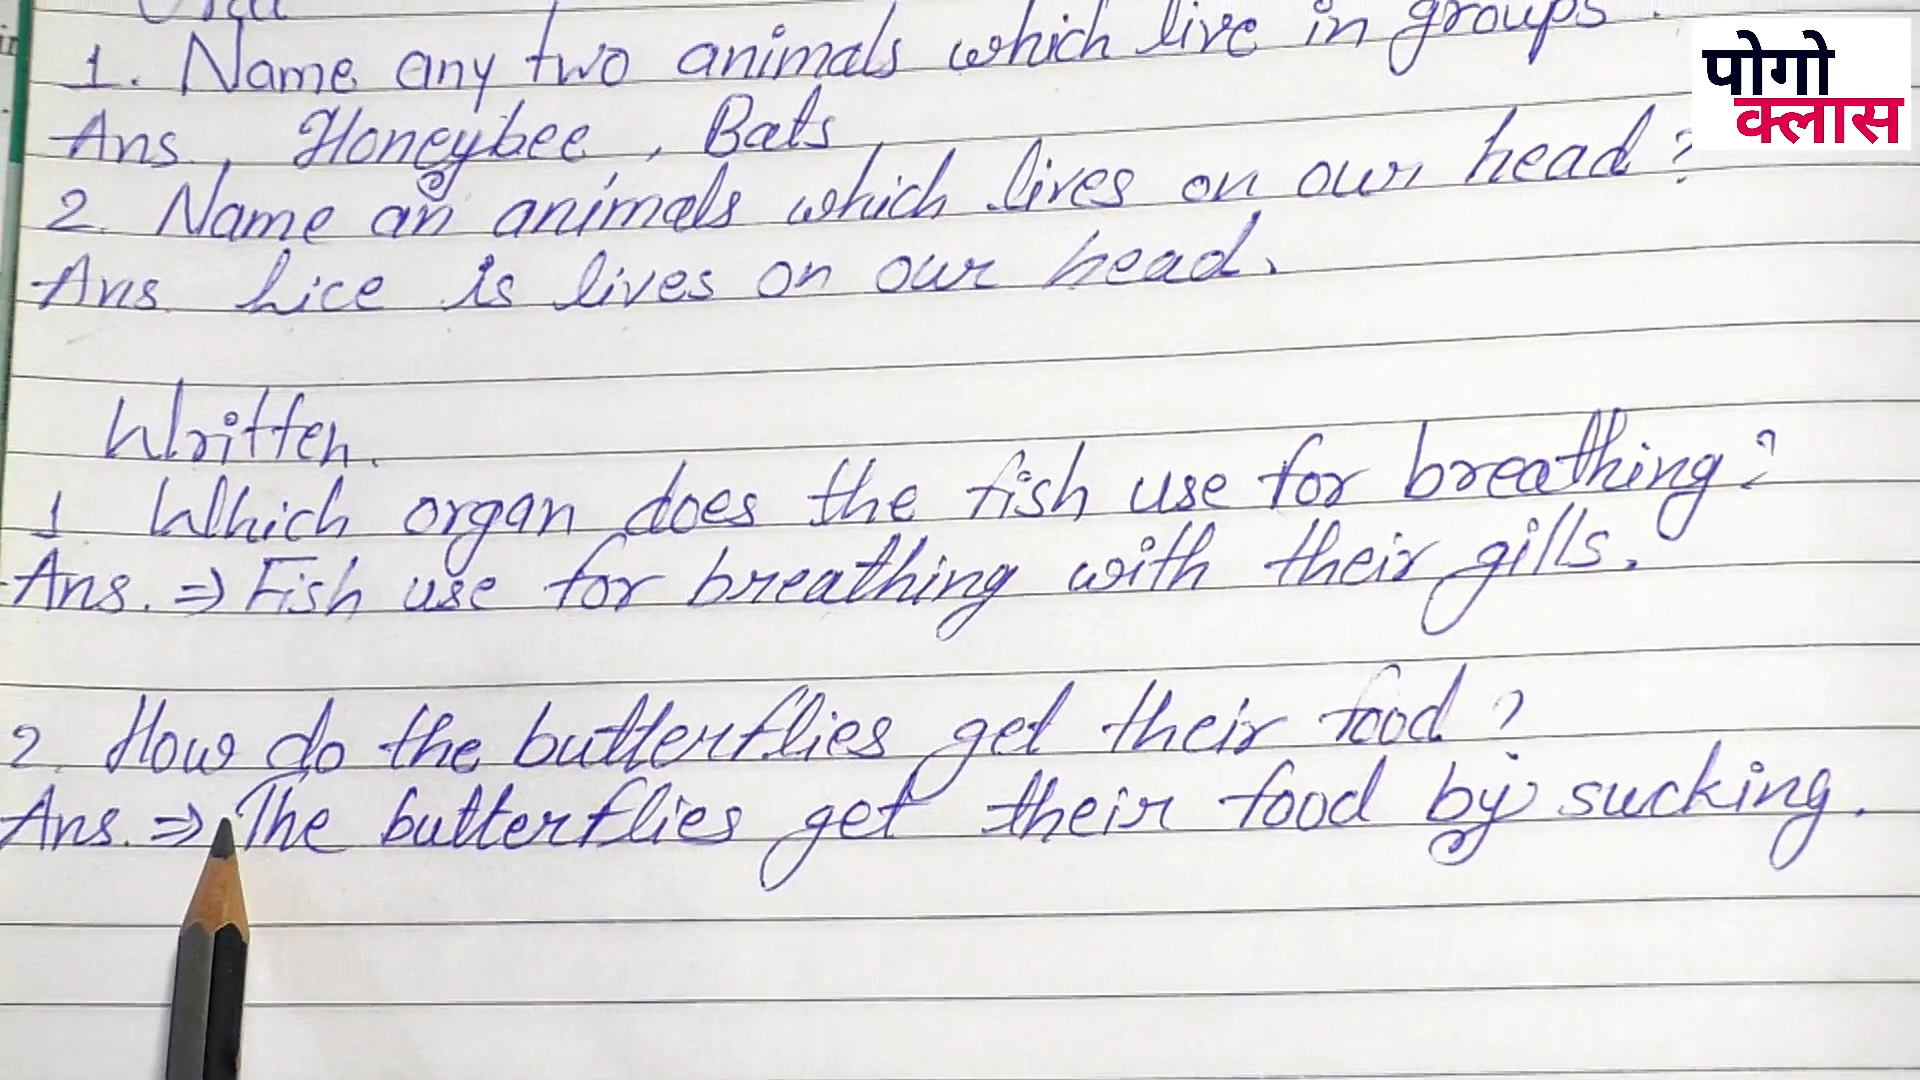 Oral
1. Name any two animals which live in groups.
Ans, Honeybee, Bats,
2. Name an animals which lives on our head?
Ans Lice is lives on our head.
Written.
1 Which organ does the fish use for breathing?
Ans. ⇒ Fish use for breathing with their gills.
2. How do the butterflies get their food?
Ans. ⇒ The butterflies get their food by sucking.
पोगो
क्लास